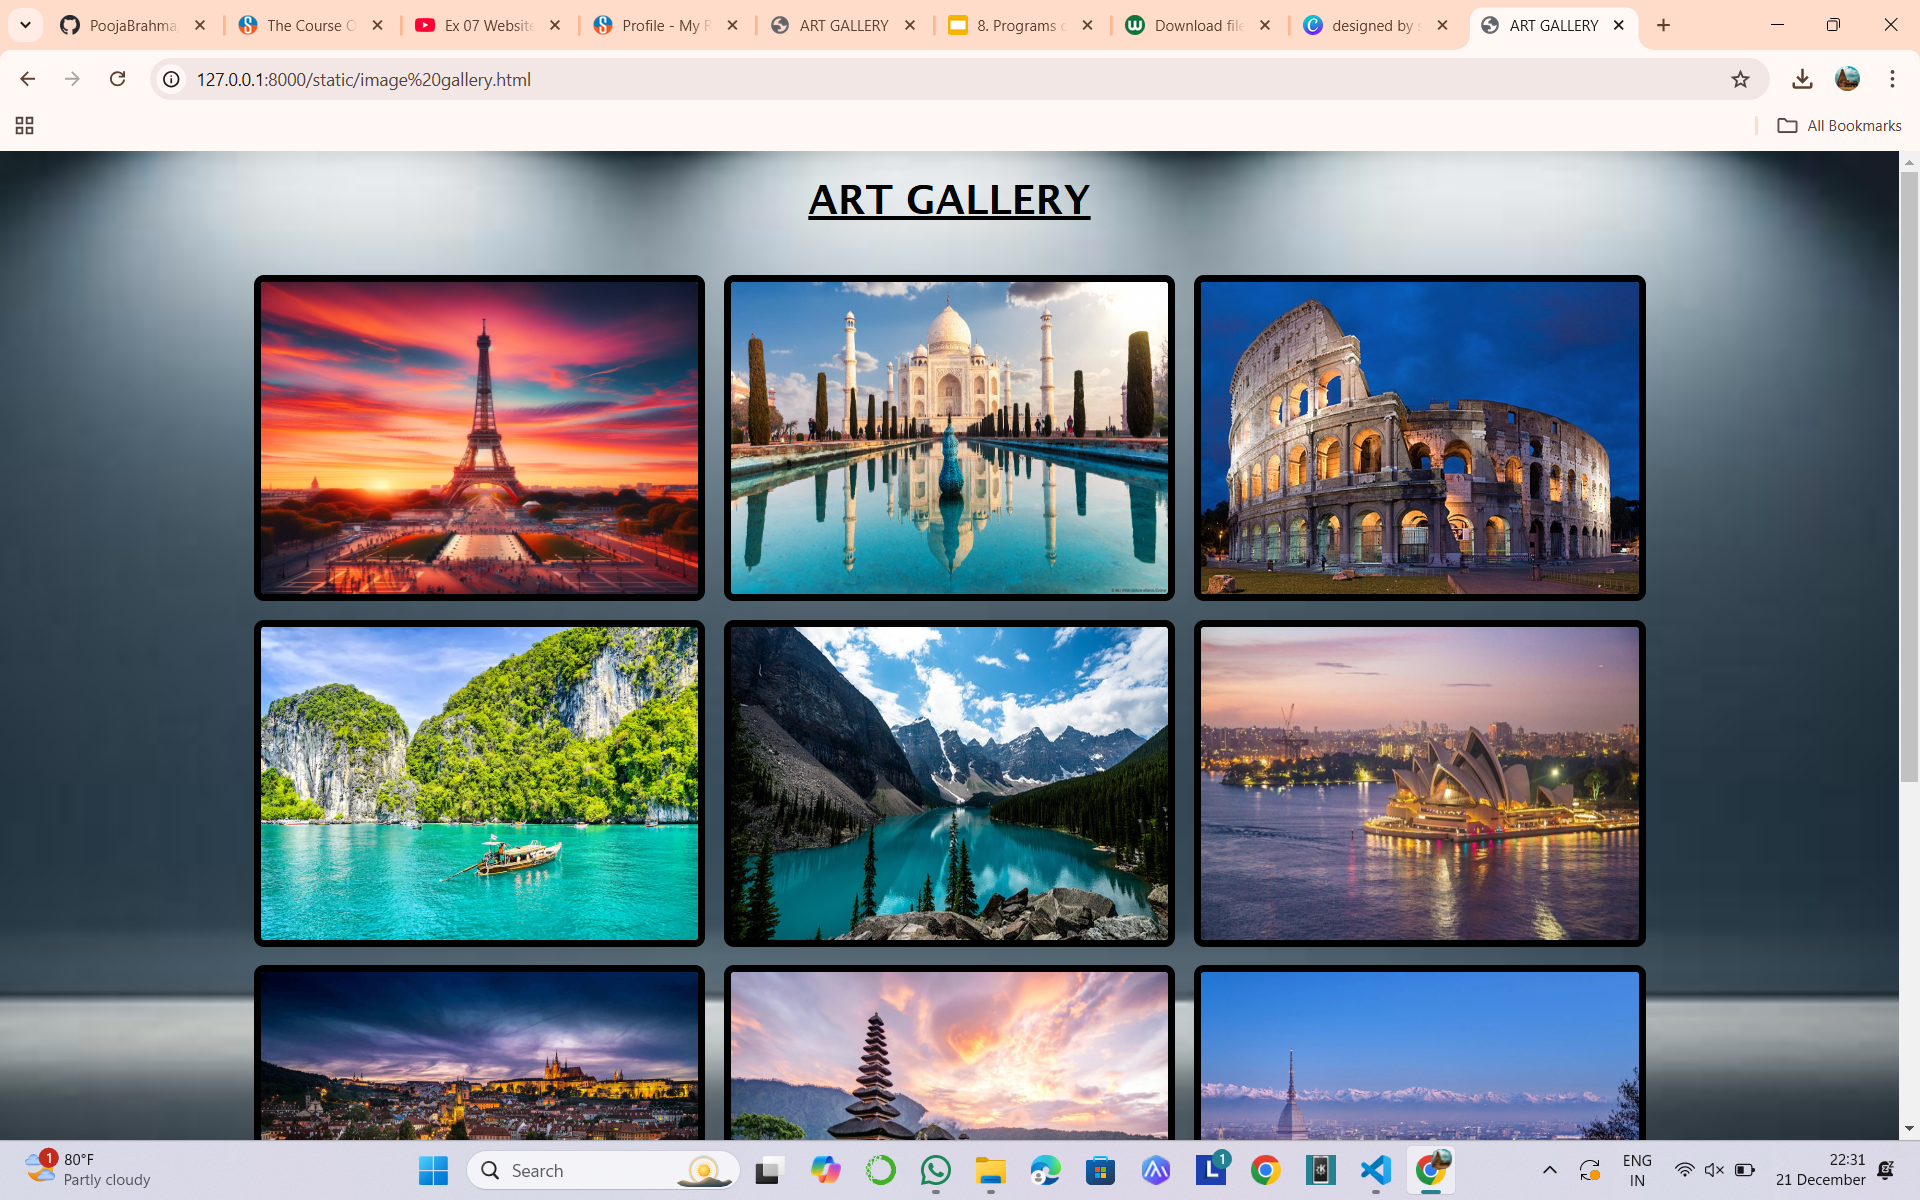 PoojaBrahma
The Course O
Ex 07 Website
Profile - My R
ART GALLERY
8. Programs o
Download file
designed by s
ART GALLERY
127.0.0.1:8000/static/image%20gallery.html
All Bookmarks
ART GALLERY
1
80°F
Partly cloudy
Search
1
ENG
IN
22:31
21 December